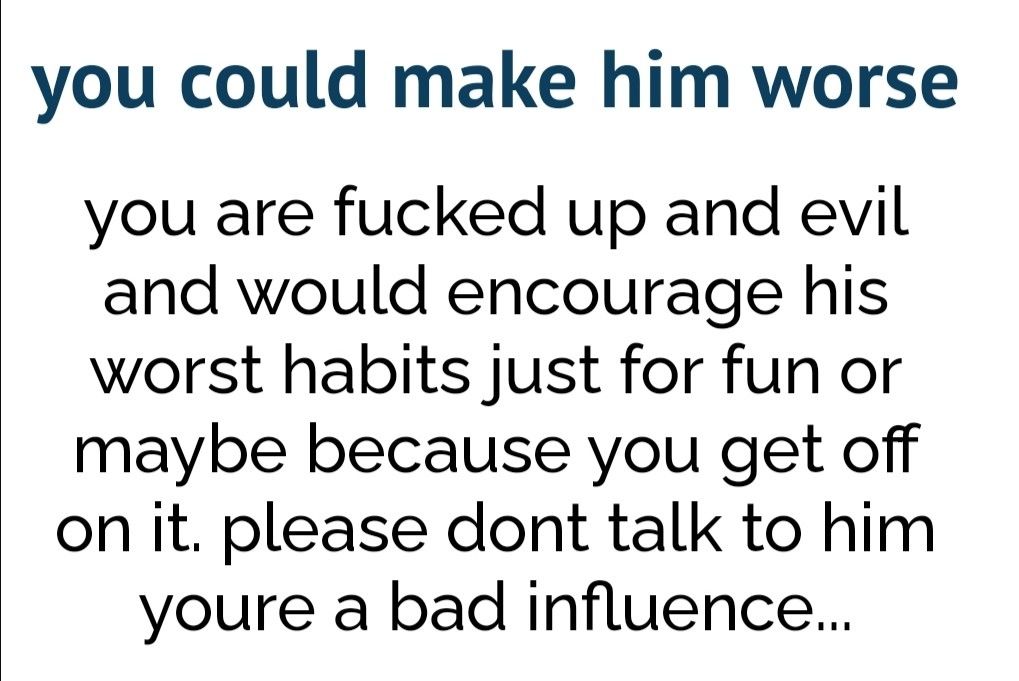 you could make him worse
you are fucked up and evil
and would encourage his
worst habits just for fun or
maybe because you get off
on it. please dont talk to him
youre a bad influence...